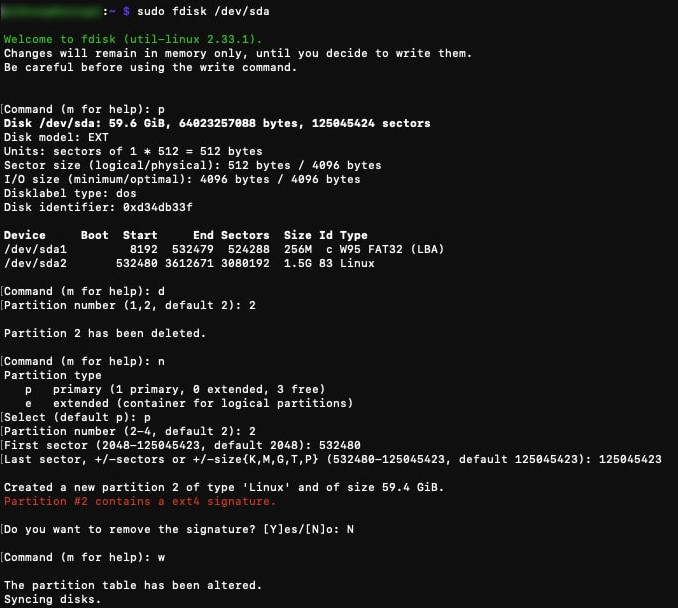 :~ $ sudo fdisk /dev/sda
Welcome to fdisk (util-linux 2.33.1).
Changes will remain in memory only, until you decide to write them.
Be careful before using the write command.
[Command (m for help): p
Disk /dev/sda: 59.6 GiB, 64023257088 bytes, 125045424 sectors
Disk model: EXT
Units: sectors of 1 * 512 = 512 bytes
Sector size (logical/physical): 512 bytes / 4096 bytes
I/O size (minimum/optimal): 4096 bytes / 4096 bytes
Disklabel type: dos
Disk identifier: 0xd34db33f
Device     Boot  Start     End Sectors  Size Id Type
/dev/sda1         8192  532479  524288  256M  c W95 FAT32 (LBA)
/dev/sda2       532480 3612671 3080192  1.5G 83 Linux
[Command (m for help): d
[Partition number (1,2, default 2): 2
Partition 2 has been deleted.
[Command (m for help): n
Partition type
   p   primary (1 primary, 0 extended, 3 free)
   e   extended (container for logical partitions)
[Select (default p): p
[Partition number (2-4, default 2): 2
[First sector (2048-125045423, default 2048): 532480
[Last sector, +/-sectors or +/-size{K,M,G,T,P} (532480-125045423, default 125045423): 125045423
Created a new partition 2 of type 'Linux' and of size 59.4 GiB.
Partition #2 contains a ext4 signature.
[Do you want to remove the signature? [Y]es/[N]o: N
[Command (m for help): w
The partition table has been altered.
Syncing disks.